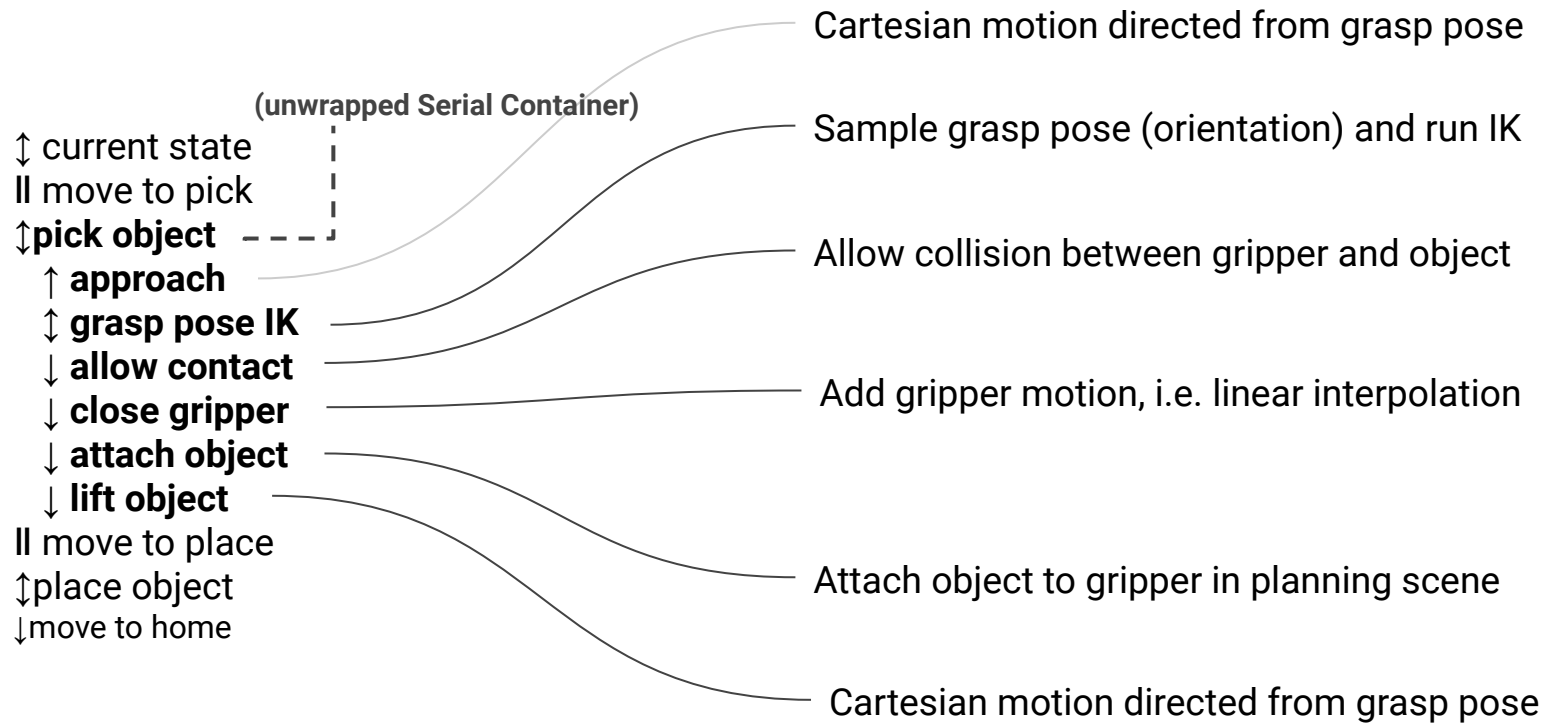 (unwrapped Serial Container)
↕ current state
II move to pick
↕pick object
↑ approach
↕ grasp pose IK
↓ allow contact
↓ close gripper
↓ attach object
↓ lift object
II move to place
↕place object
↓move to home
Cartesian motion directed from grasp pose
Sample grasp pose (orientation) and run IK
Allow collision between gripper and object
Add gripper motion, i.e. linear interpolation
Attach object to gripper in planning scene
Cartesian motion directed from grasp pose